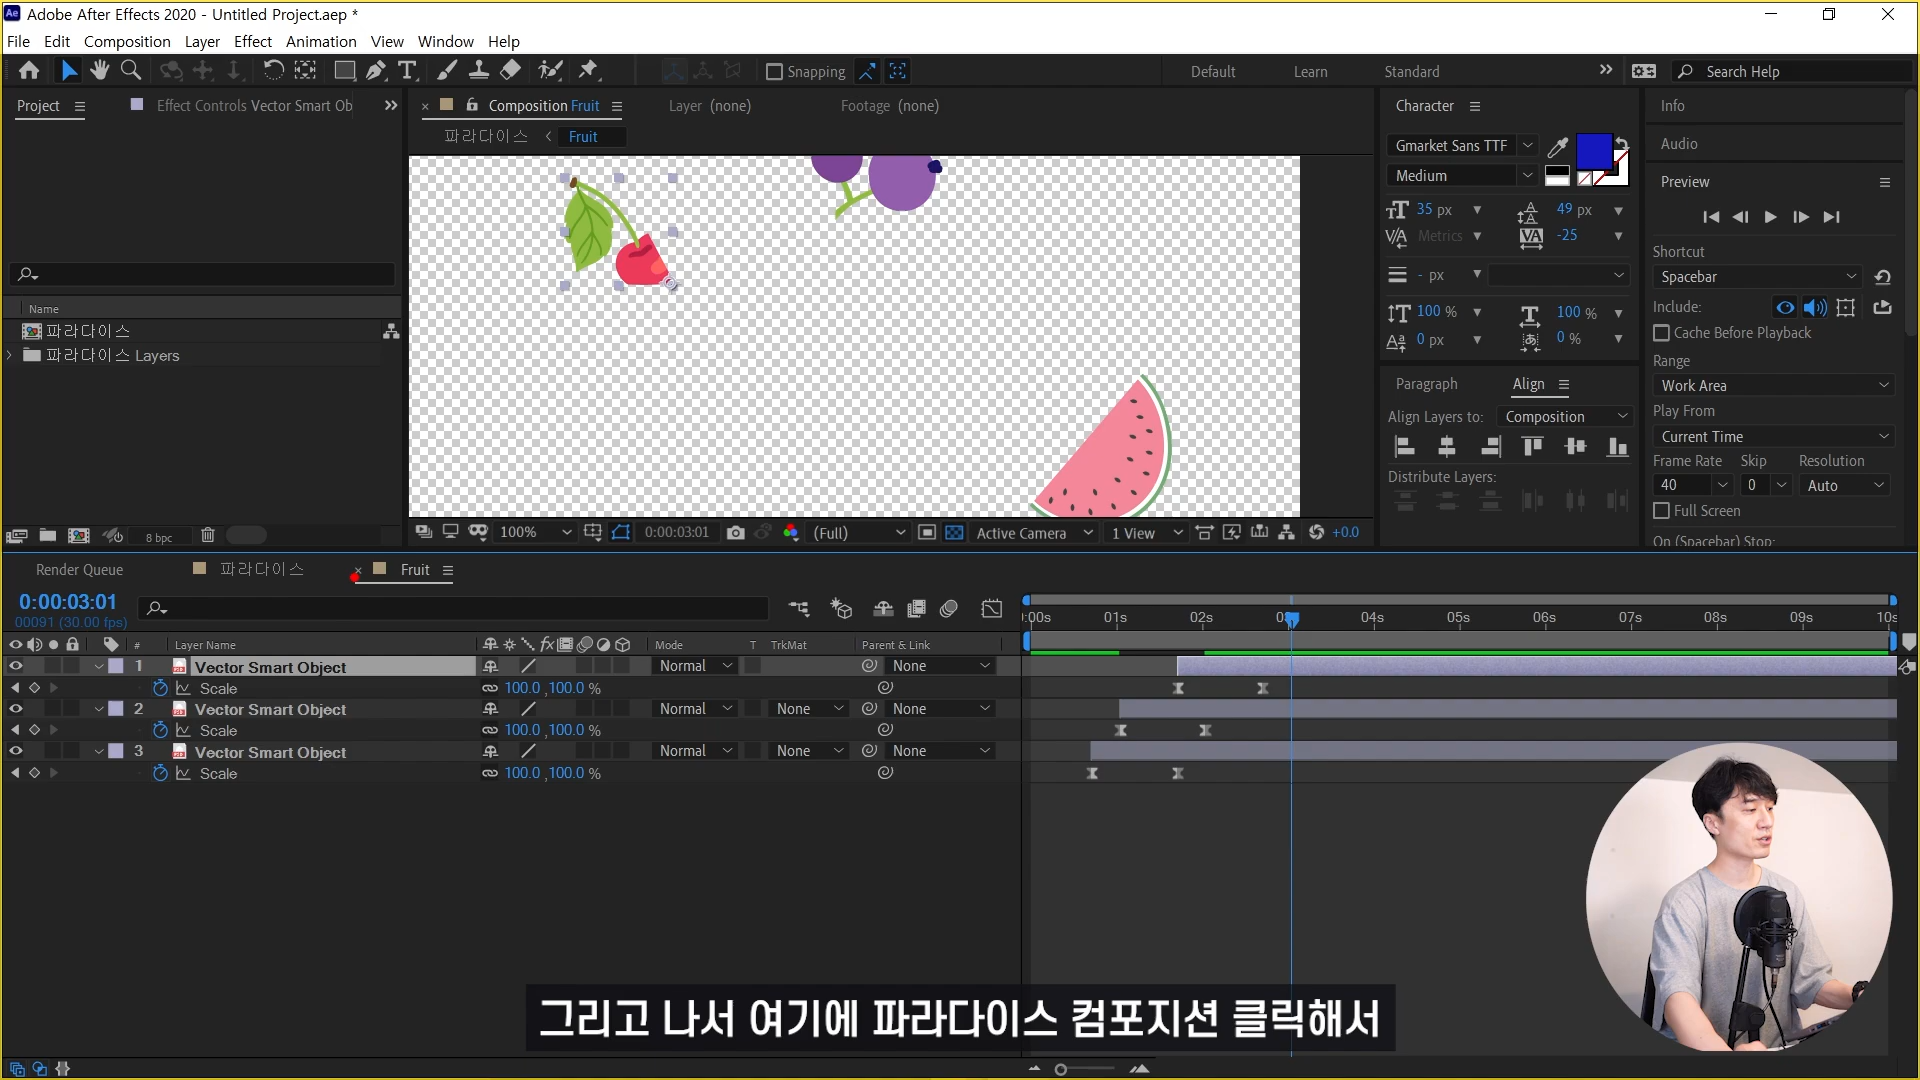 Adobe After Effects 2020 - Untitled Project.aep *
File Edit Composition Layer Effect Animation View Window Help
Snapping
Default Learn Standard
Search Help
Project
Effect Controls Vector Smart Ob
Composition Fruit
Layer (none)
Footage (none)
파라다이스 Fruit
Name
파라다이스
파라다이스 Layers
8 bpc
100%
0:00:03:01
(Full)
Active Camera
1 View
+0.0
Character
Gmarket Sans TTF
Medium
35 px
49 px
Metrics
-25
- px
100 %
100 %
0 px
0 %
Paragraph
Align
Align Layers to: Composition
Distribute Layers:
Info
Audio
Preview
Shortcut
Spacebar
Include:
Cache Before Playback
Range
Work Area
Play From
Current Time
Frame Rate Skip Resolution
40 0 Auto
Full Screen
On (Spacebar) Stop:
Render Queue
파라다이스
Fruit
0:00:03:01
00091 (30.00 fps)
:00s 01s 02s 03s 04s 05s 06s 07s 08s 09s 10s
# Layer Name Mode T TrkMat Parent & Link
1 Vector Smart Object Normal None
Scale 100.0 ,100.0 %
2 Vector Smart Object Normal None None
Scale 100.0 ,100.0 %
3 Vector Smart Object Normal None None
Scale 100.0 ,100.0 %
그리고 나서 여기에 파라다이스 컴포지션 클릭해서